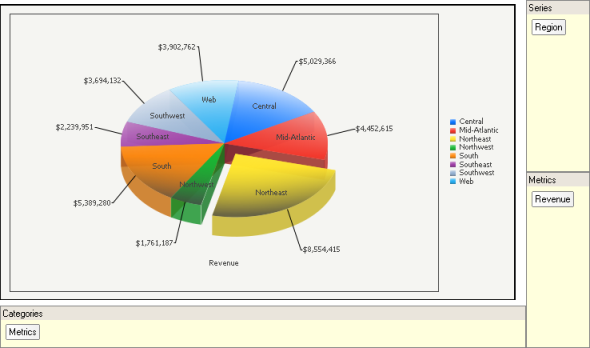 Series
Region
$3,902,762
$5,029,366
$3,694,132
Web
Central
Southwest
$2,239,951
Southeast
Mid-Atlantic
$4,452,615
South
Northwest
Northeast
$5,389,280
$1,761,187
$8,554,415
Revenue
Central
Mid-Atlantic
Northeast
Northwest
South
Southeast
Southwest
Web
Metrics
Revenue
Categories
Metrics